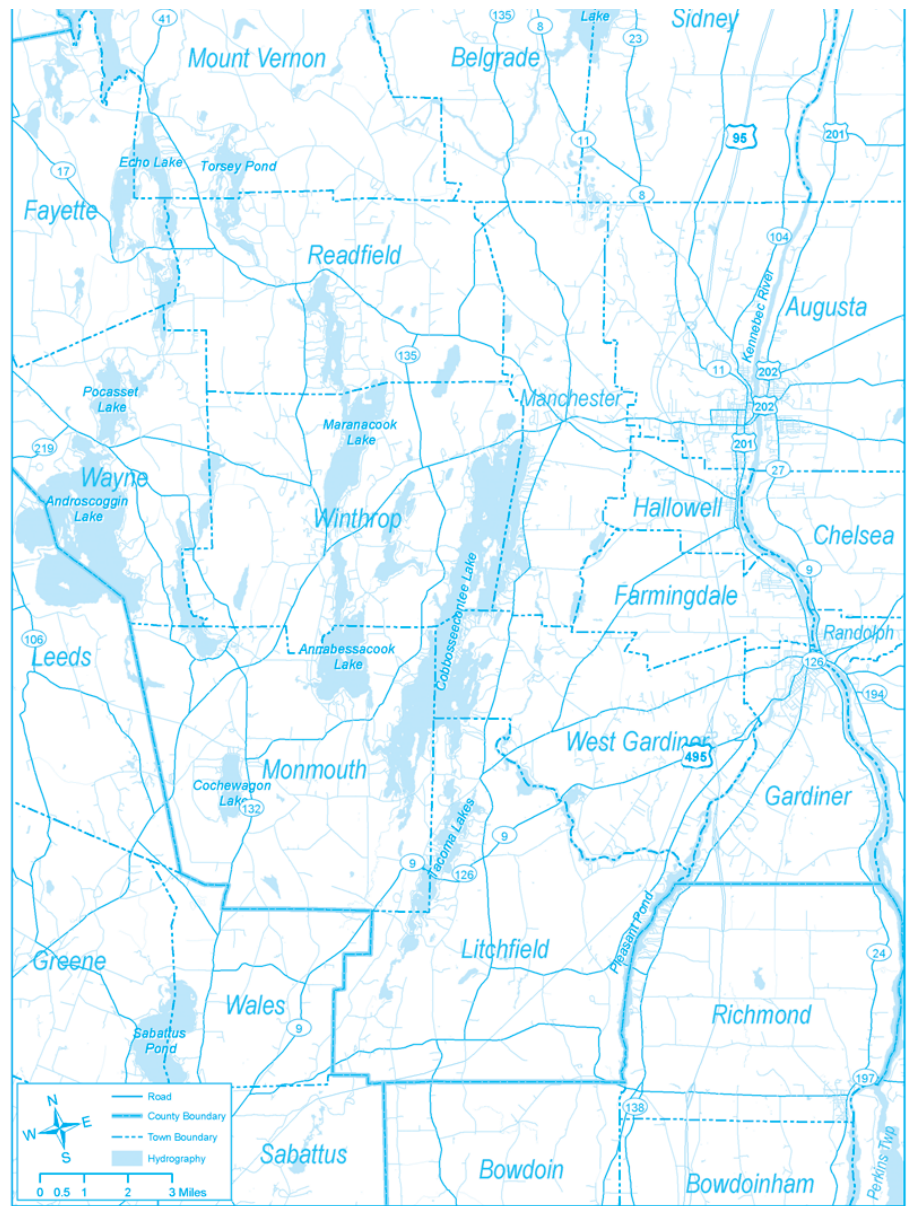 41
135
8
Lake
23
Sidney
Mount Vernon
Belgrade
95
201
11
Echo Lake
Torsey Pond
17
8
Fayette
104
Readfield
Kennebec River
Augusta
135
11
202
Pocasset
Lake
Manchester
202
Maranacook
Lake
219
201
Wayne
27
Androscoggin
Lake
Winthrop
Hallowell
Chelsea
9
Cobbosseecontee Lake
Farmingdale
106
Randolph
Leeds
Annabessacook
Lake
126
194
West Gardiner
495
Monmouth
Cochewagon
Lake
132
Gardiner
Tacoma Lakes
9
9
126
Pleasant Pond
Litchfield
24
Greene
Wales
Richmond
9
Sabattus
Pond
197
138
N
W
E
S
Road
County Boundary
Town Boundary
Hydrography
0 0.5 1 2 3 Miles
Sabattus
Bowdoin
Bowdoinham
Perkins Twp